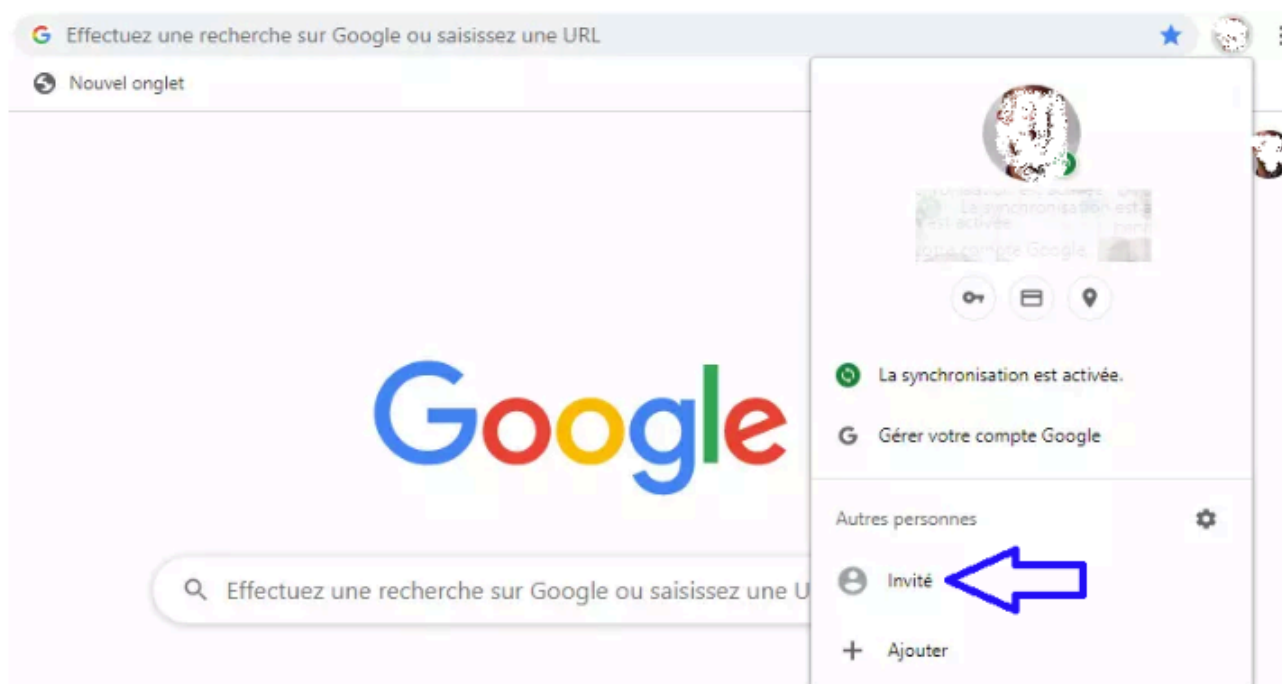 Effectuez une recherche sur Google ou saisissez une URL
Nouvel onglet
La synchronisation est activée.
Gérer votre compte Google
Autres personnes
Invité
Ajouter
Google
Effectuez une recherche sur Google ou saisissez une U